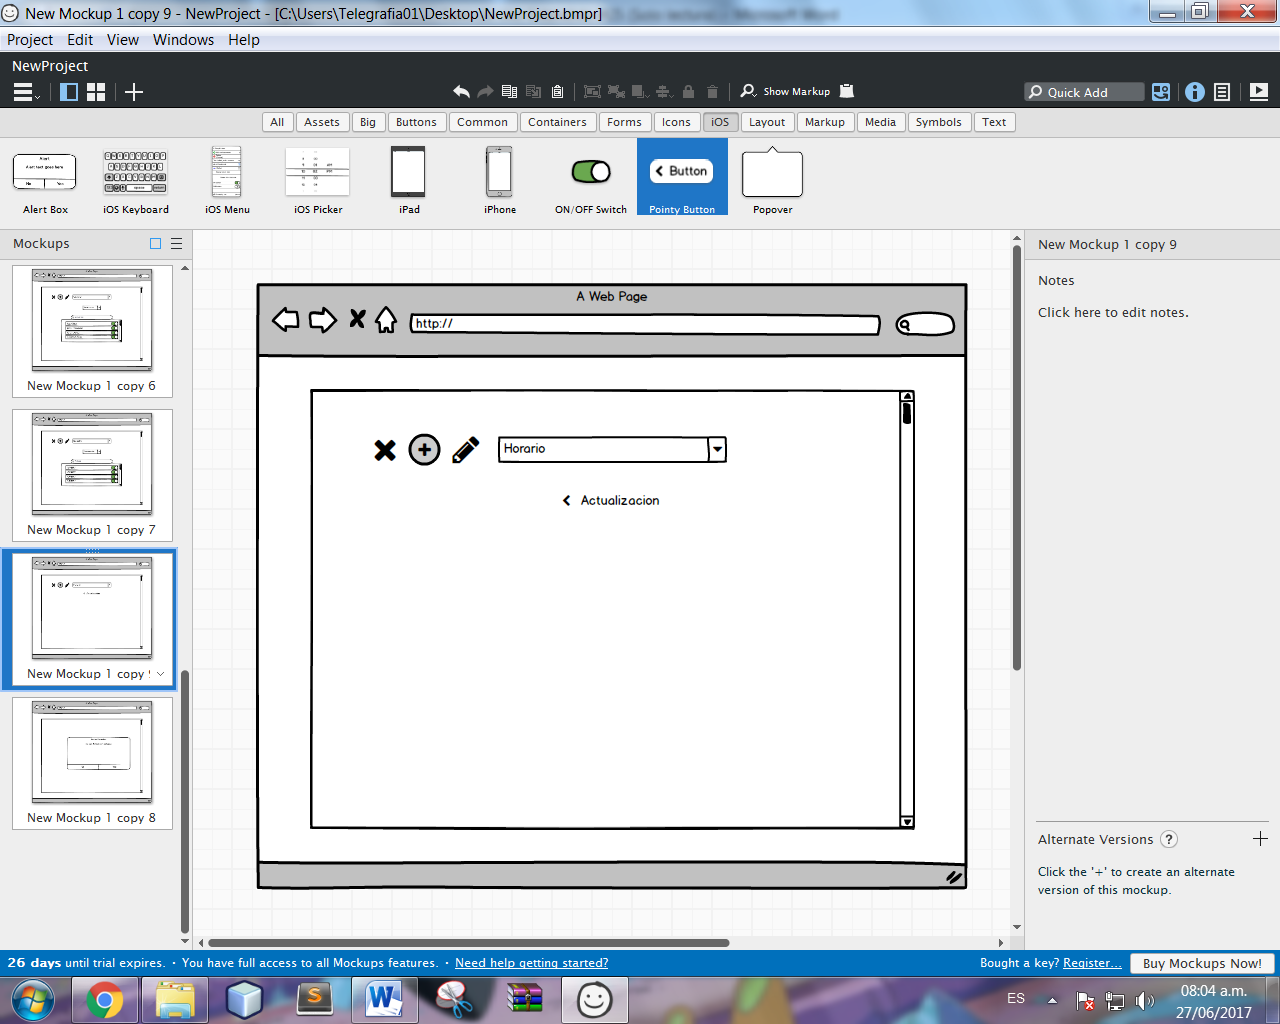 New Mockup 1 copy 9 - NewProject - [C:\Users\Telegrafia01\Desktop\NewProject.bmpr]
Project Edit View Windows Help
NewProject
Show Markup
Quick Add
All Assets Big Buttons Common Containers Forms Icons iOS Layout Markup Media Symbols Text
Button
Alert Box iOS Keyboard iOS Menu iOS Picker iPad iPhone ON/OFF Switch Pointy Button Popover
Mockups
New Mockup 1 copy 6
New Mockup 1 copy 7
New Mockup 1 copy
New Mockup 1 copy 8
A Web Page
http://
Horario
Actualizacion
New Mockup 1 copy 9
Notes
Click here to edit notes.
Alternate Versions ?
Click the '+' to create an alternate
version of this mockup.
26 days until trial expires. · You have full access to all Mockups features. · Need help getting started?
Bought a key? Register... Buy Mockups Now!
ES
08:04 a.m.
27/06/2017